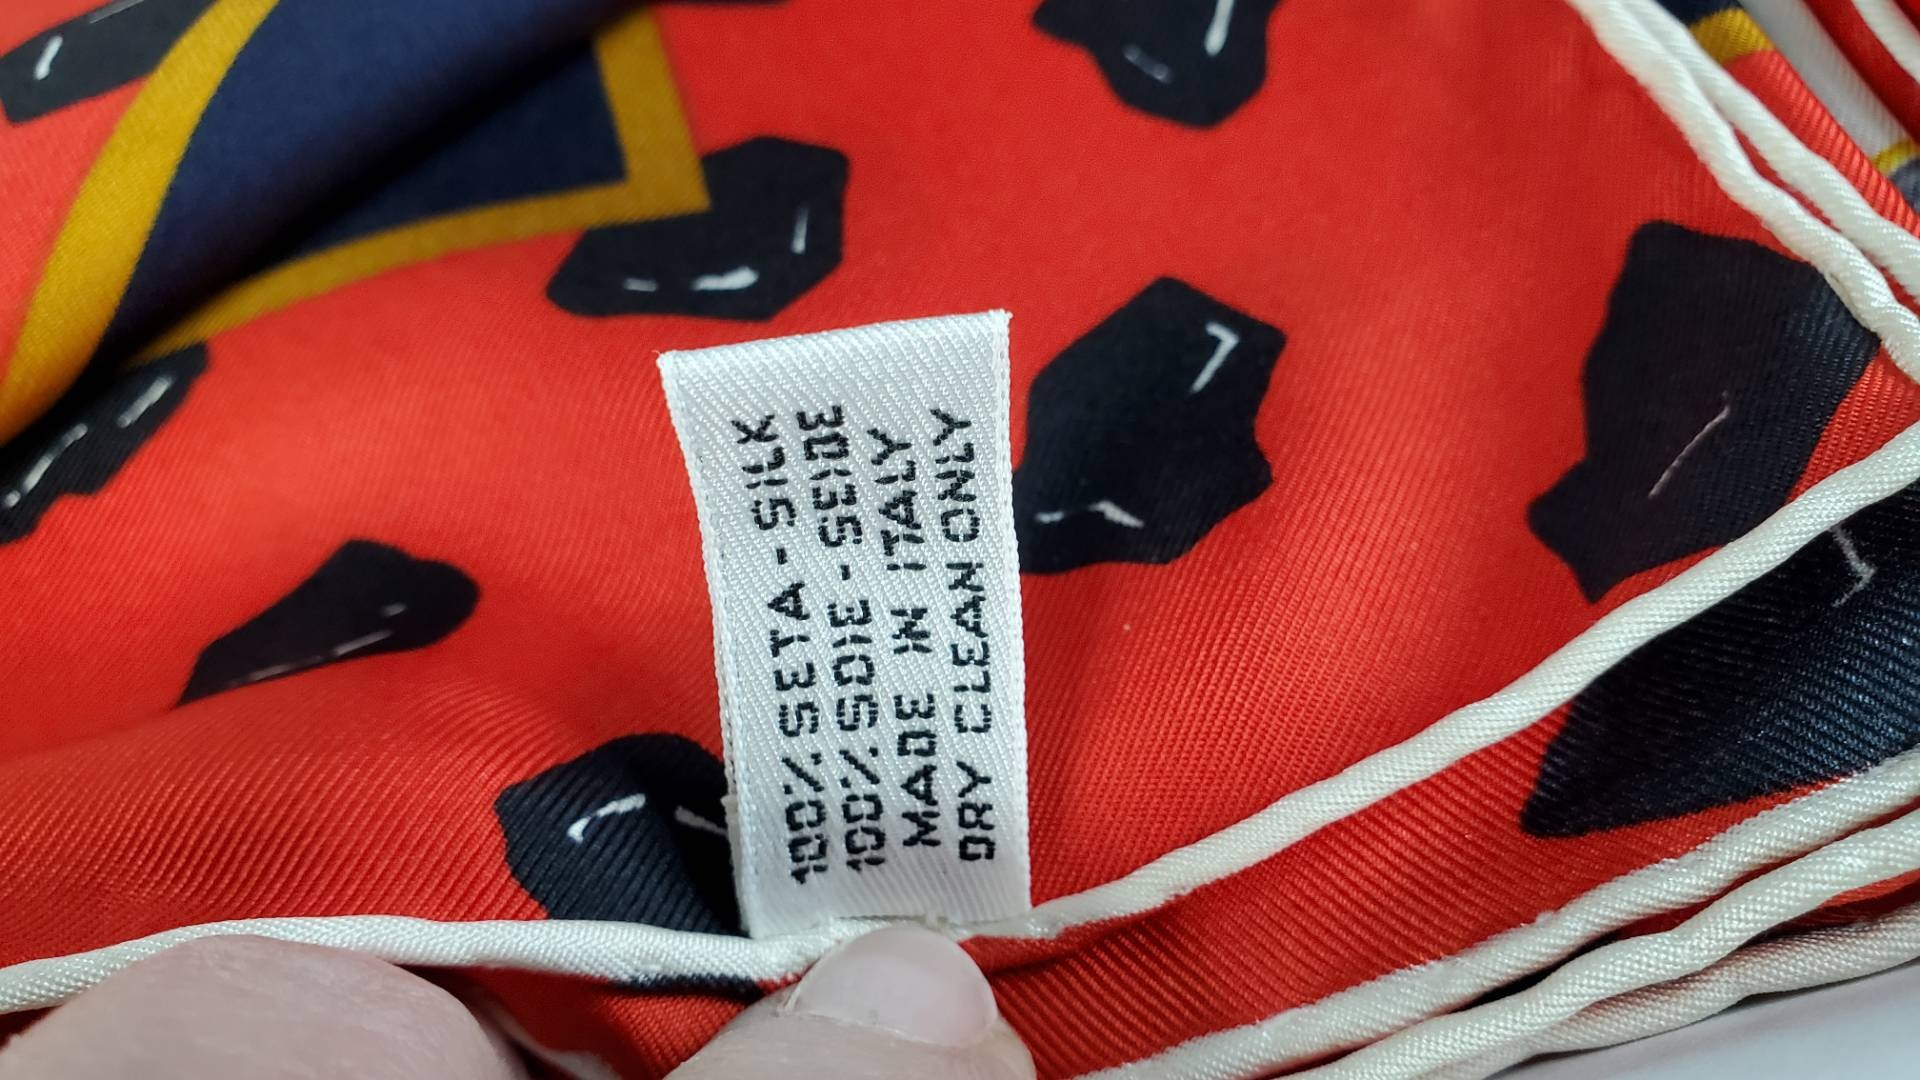 100% SETA - SILK
100% SOIE - SEIDE
MADE IN ITALY
DRY CLEAN ONLY